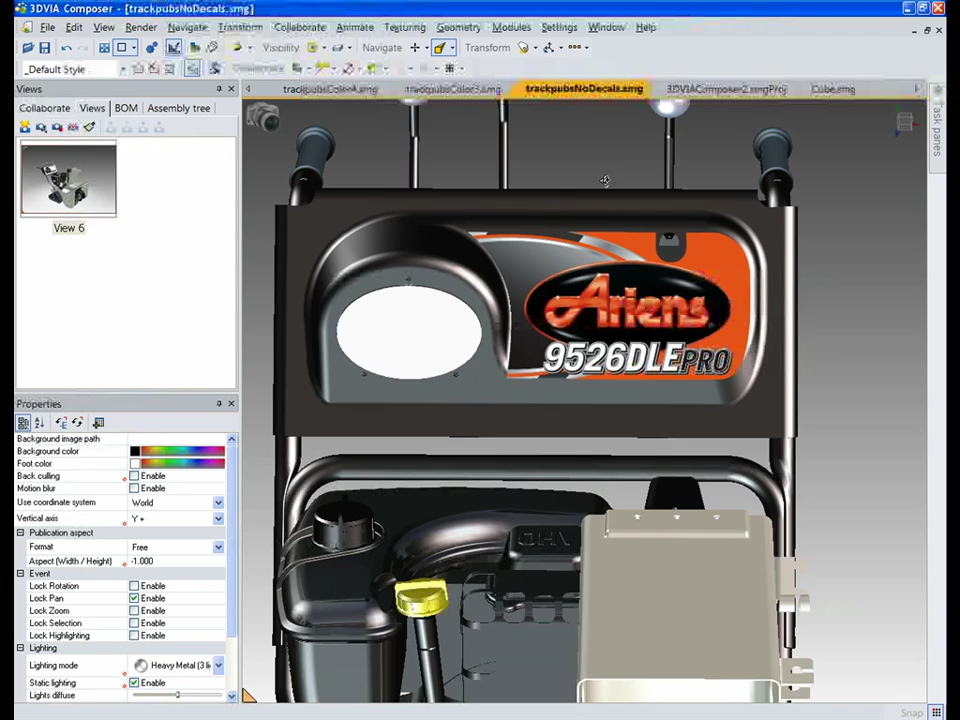 3DVIA Composer - [trackpubsNoDecals.smg]
File Edit View Render Navigate Transform Collaborate Animate Texturing Geometry Modules Settings Window Help
Visibility Navigate Transform
_Default Style
Views trackpubsColor3.smg trackpubsNoDecals.smg 3DVIAComposer2.smgProj Cube.smg
Collaborate Views BOM Assembly tree
Task panes
View 6
Ariens
9526DLE PRO
Properties
Background image path
Background color
Foot color
Back culling Enable
Motion blur Enable
Use coordinate system World
Vertical axis Y +
Publication aspect
Format Free
Aspect (Width / Height) -1.000
Event
Lock Rotation Enable
Lock Pan Enable
Lock Zoom Enable
Lock Selection Enable
Lock Highlighting Enable
Lighting
Lighting mode Heavy Metal (3 li
Static lighting Enable
Lights diffuse
OHV
Snap